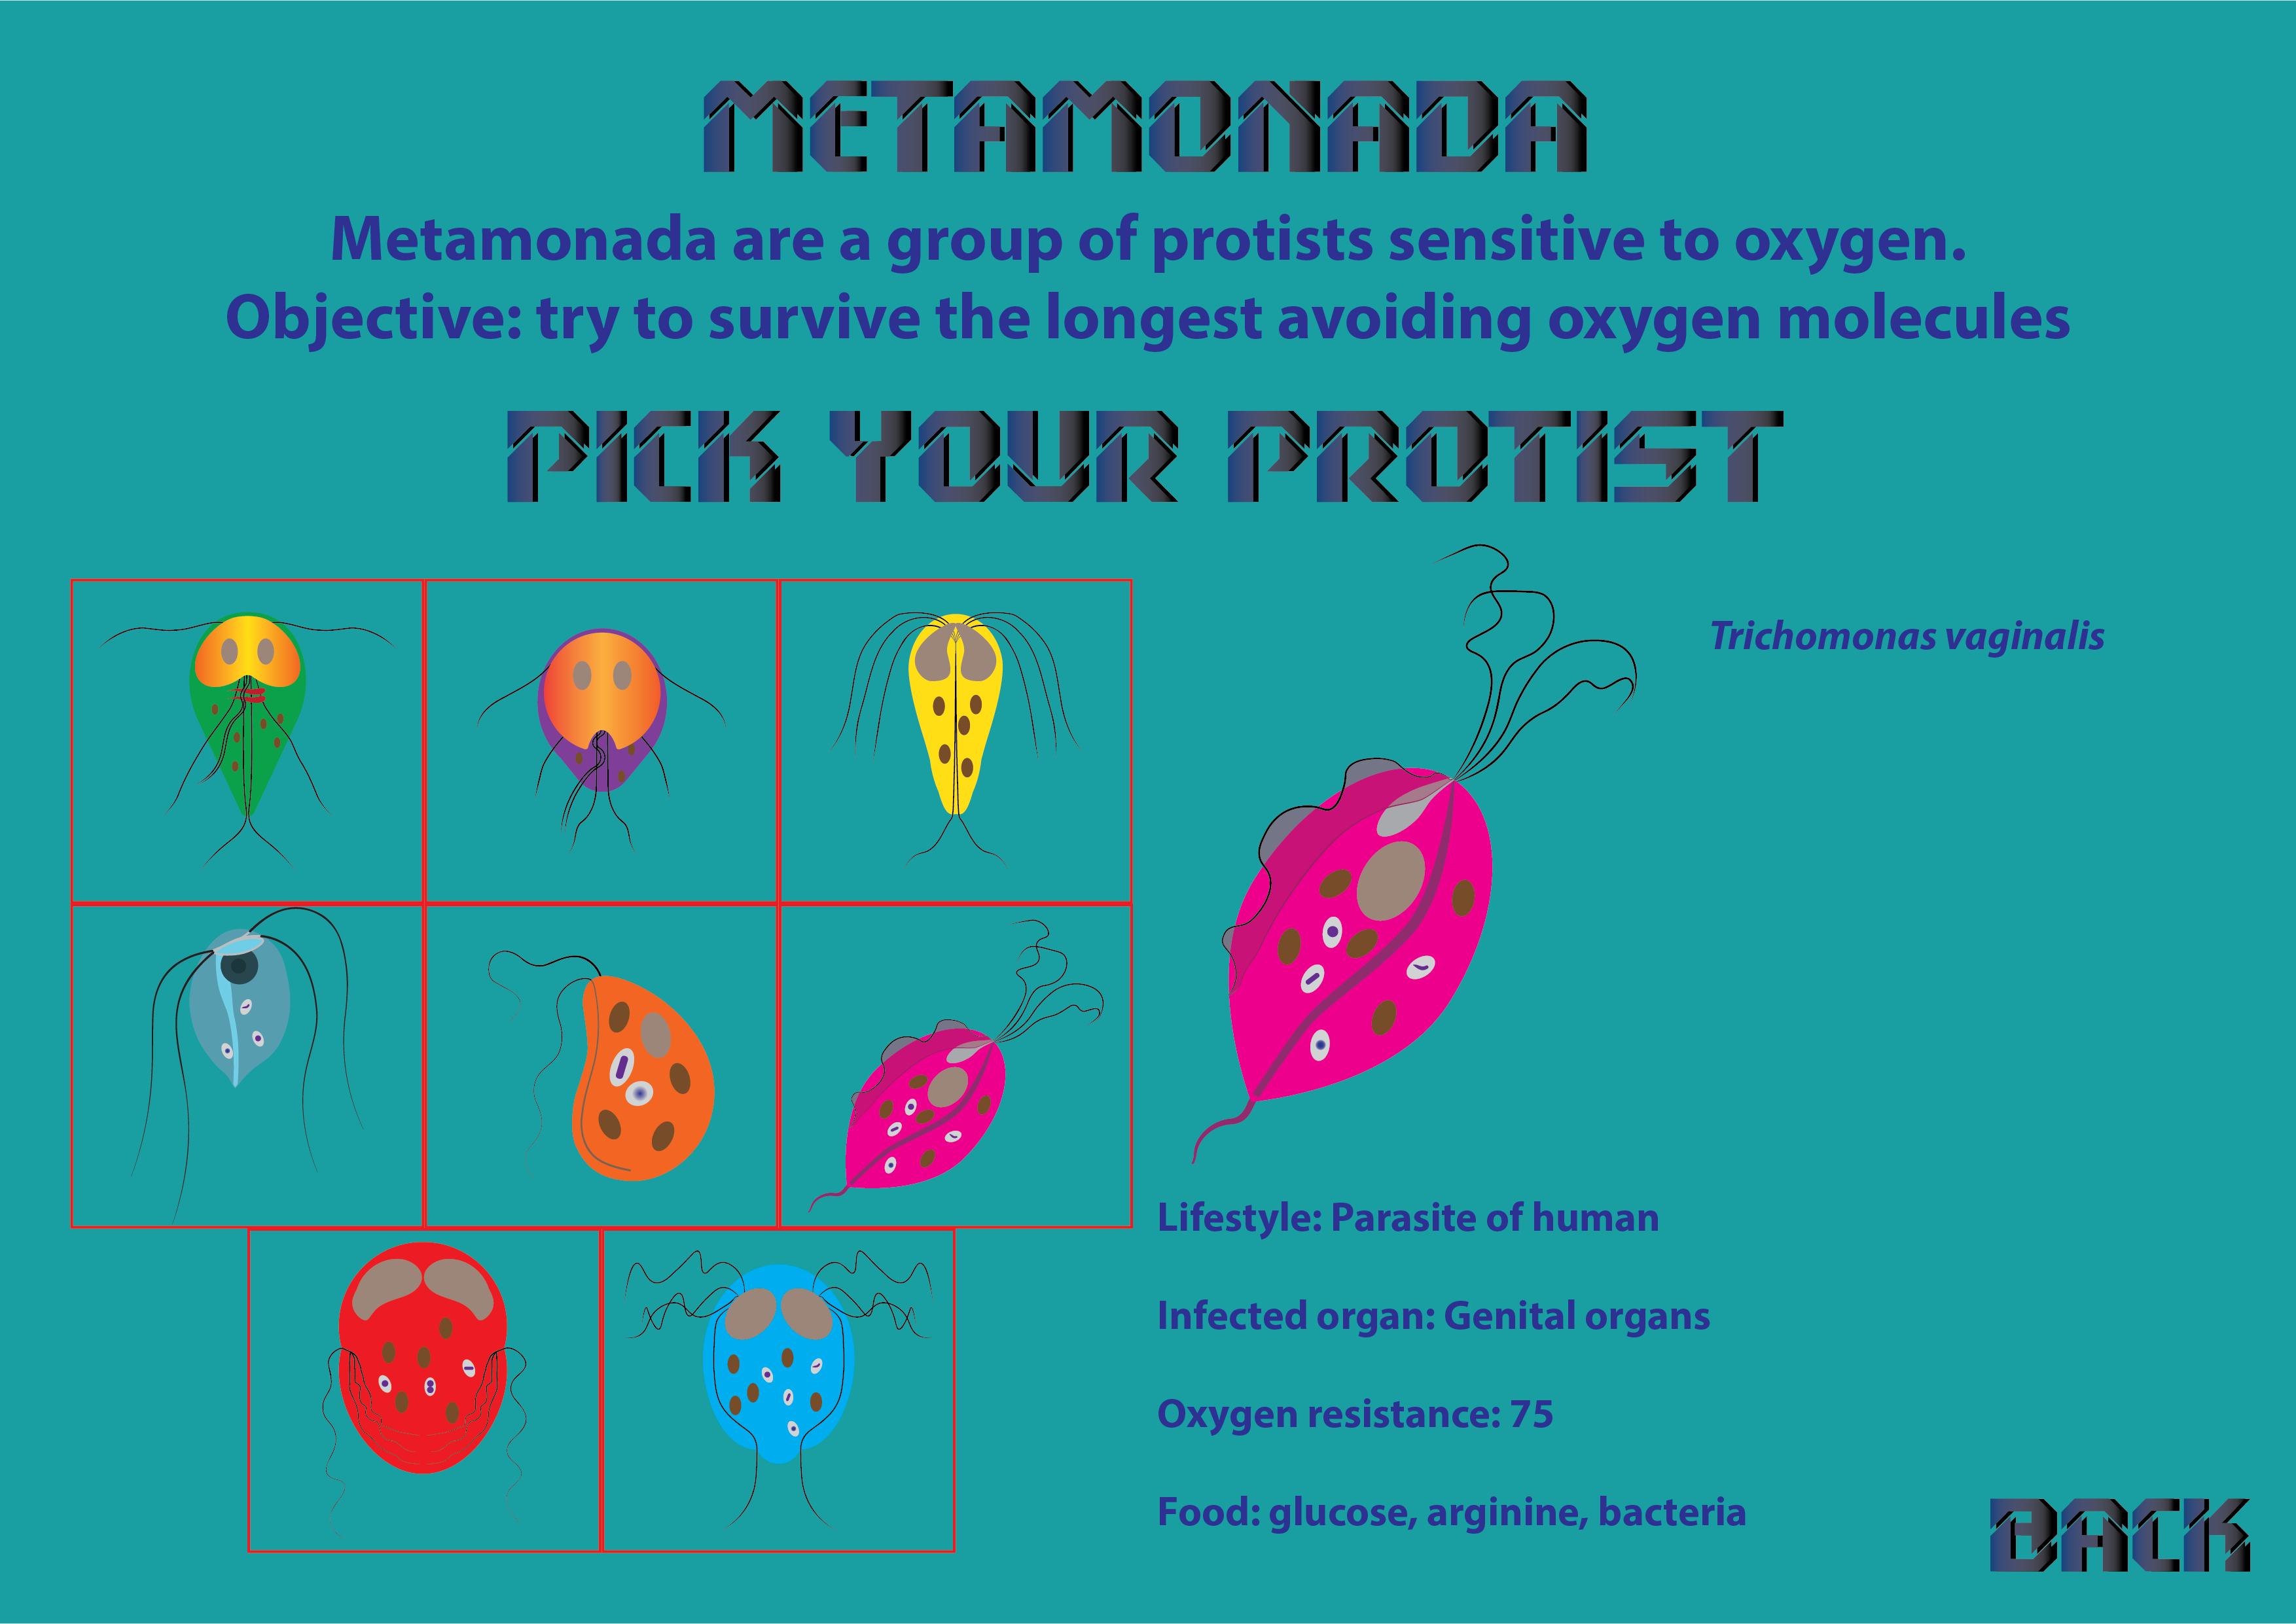 METAMONADA
Metamonada are a group of protists sensitive to oxygen.
Objective: try to survive the longest avoiding oxygen molecules
PICK YOUR PROTIST
Trichomonas vaginalis
Lifestyle: Parasite of human
Infected organ: Genital organs
Oxygen resistance: 75
Food: glucose, arginine, bacteria
BACK